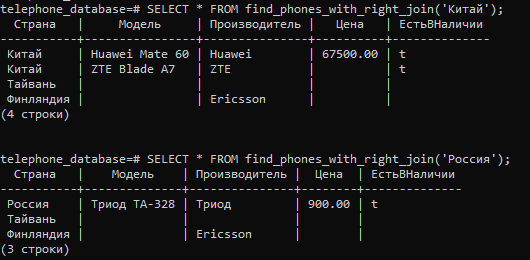 telephone_database=# SELECT * FROM find_phones_with_right_join('Китай');
  Страна   |     Модель     | Производитель |   Цена   | ЕстьВНаличии
-----------+----------------+---------------+----------+--------------
 Китай     | Huawei Mate 60 | Huawei        | 67500.00 | t
 Китай     | ZTE Blade A7   | ZTE           |          | t
 Тайвань   |                |               |          |
 Финляндия |                | Ericsson      |          |
(4 строки)
telephone_database=# SELECT * FROM find_phones_with_right_join('Россия');
  Страна   |    Модель    | Производитель |  Цена  | ЕстьВНаличии
-----------+--------------+---------------+--------+--------------
 Россия    | Триод ТА-328 | Триод         | 900.00 | t
 Тайвань   |              |               |        |
 Финляндия |              | Ericsson      |        |
(3 строки)